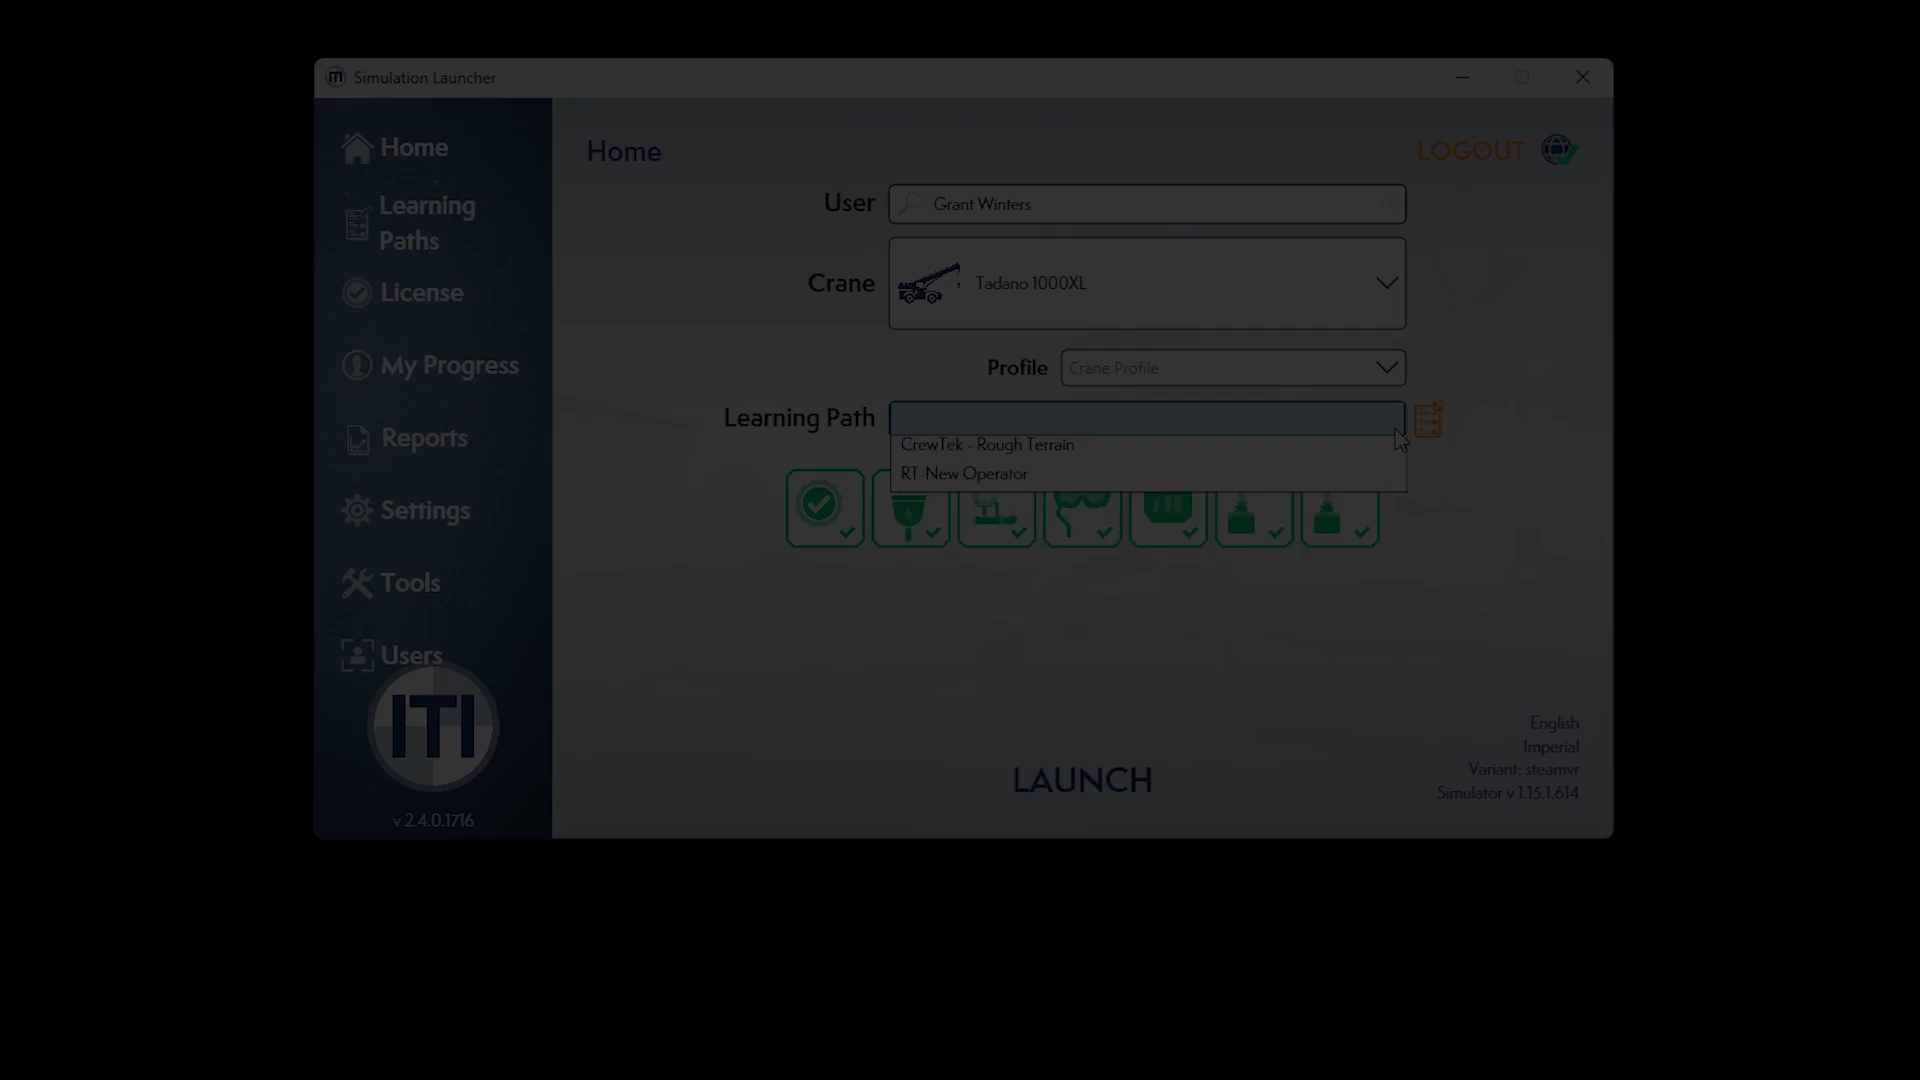 Simulation Launcher
Home
Learning
Paths
License
My Progress
Reports
Settings
Tools
Users
ITI
v 2.4.0.1716
Home
LOGOUT
User
Grant Winters
Crane
Tadano 1000XL
Profile
Crane Profile
Learning Path
CrewTek - Rough Terrain
RT-New Operator
LAUNCH
English
Imperial
Variant: steamvr
Simulator v 1.15.1.614